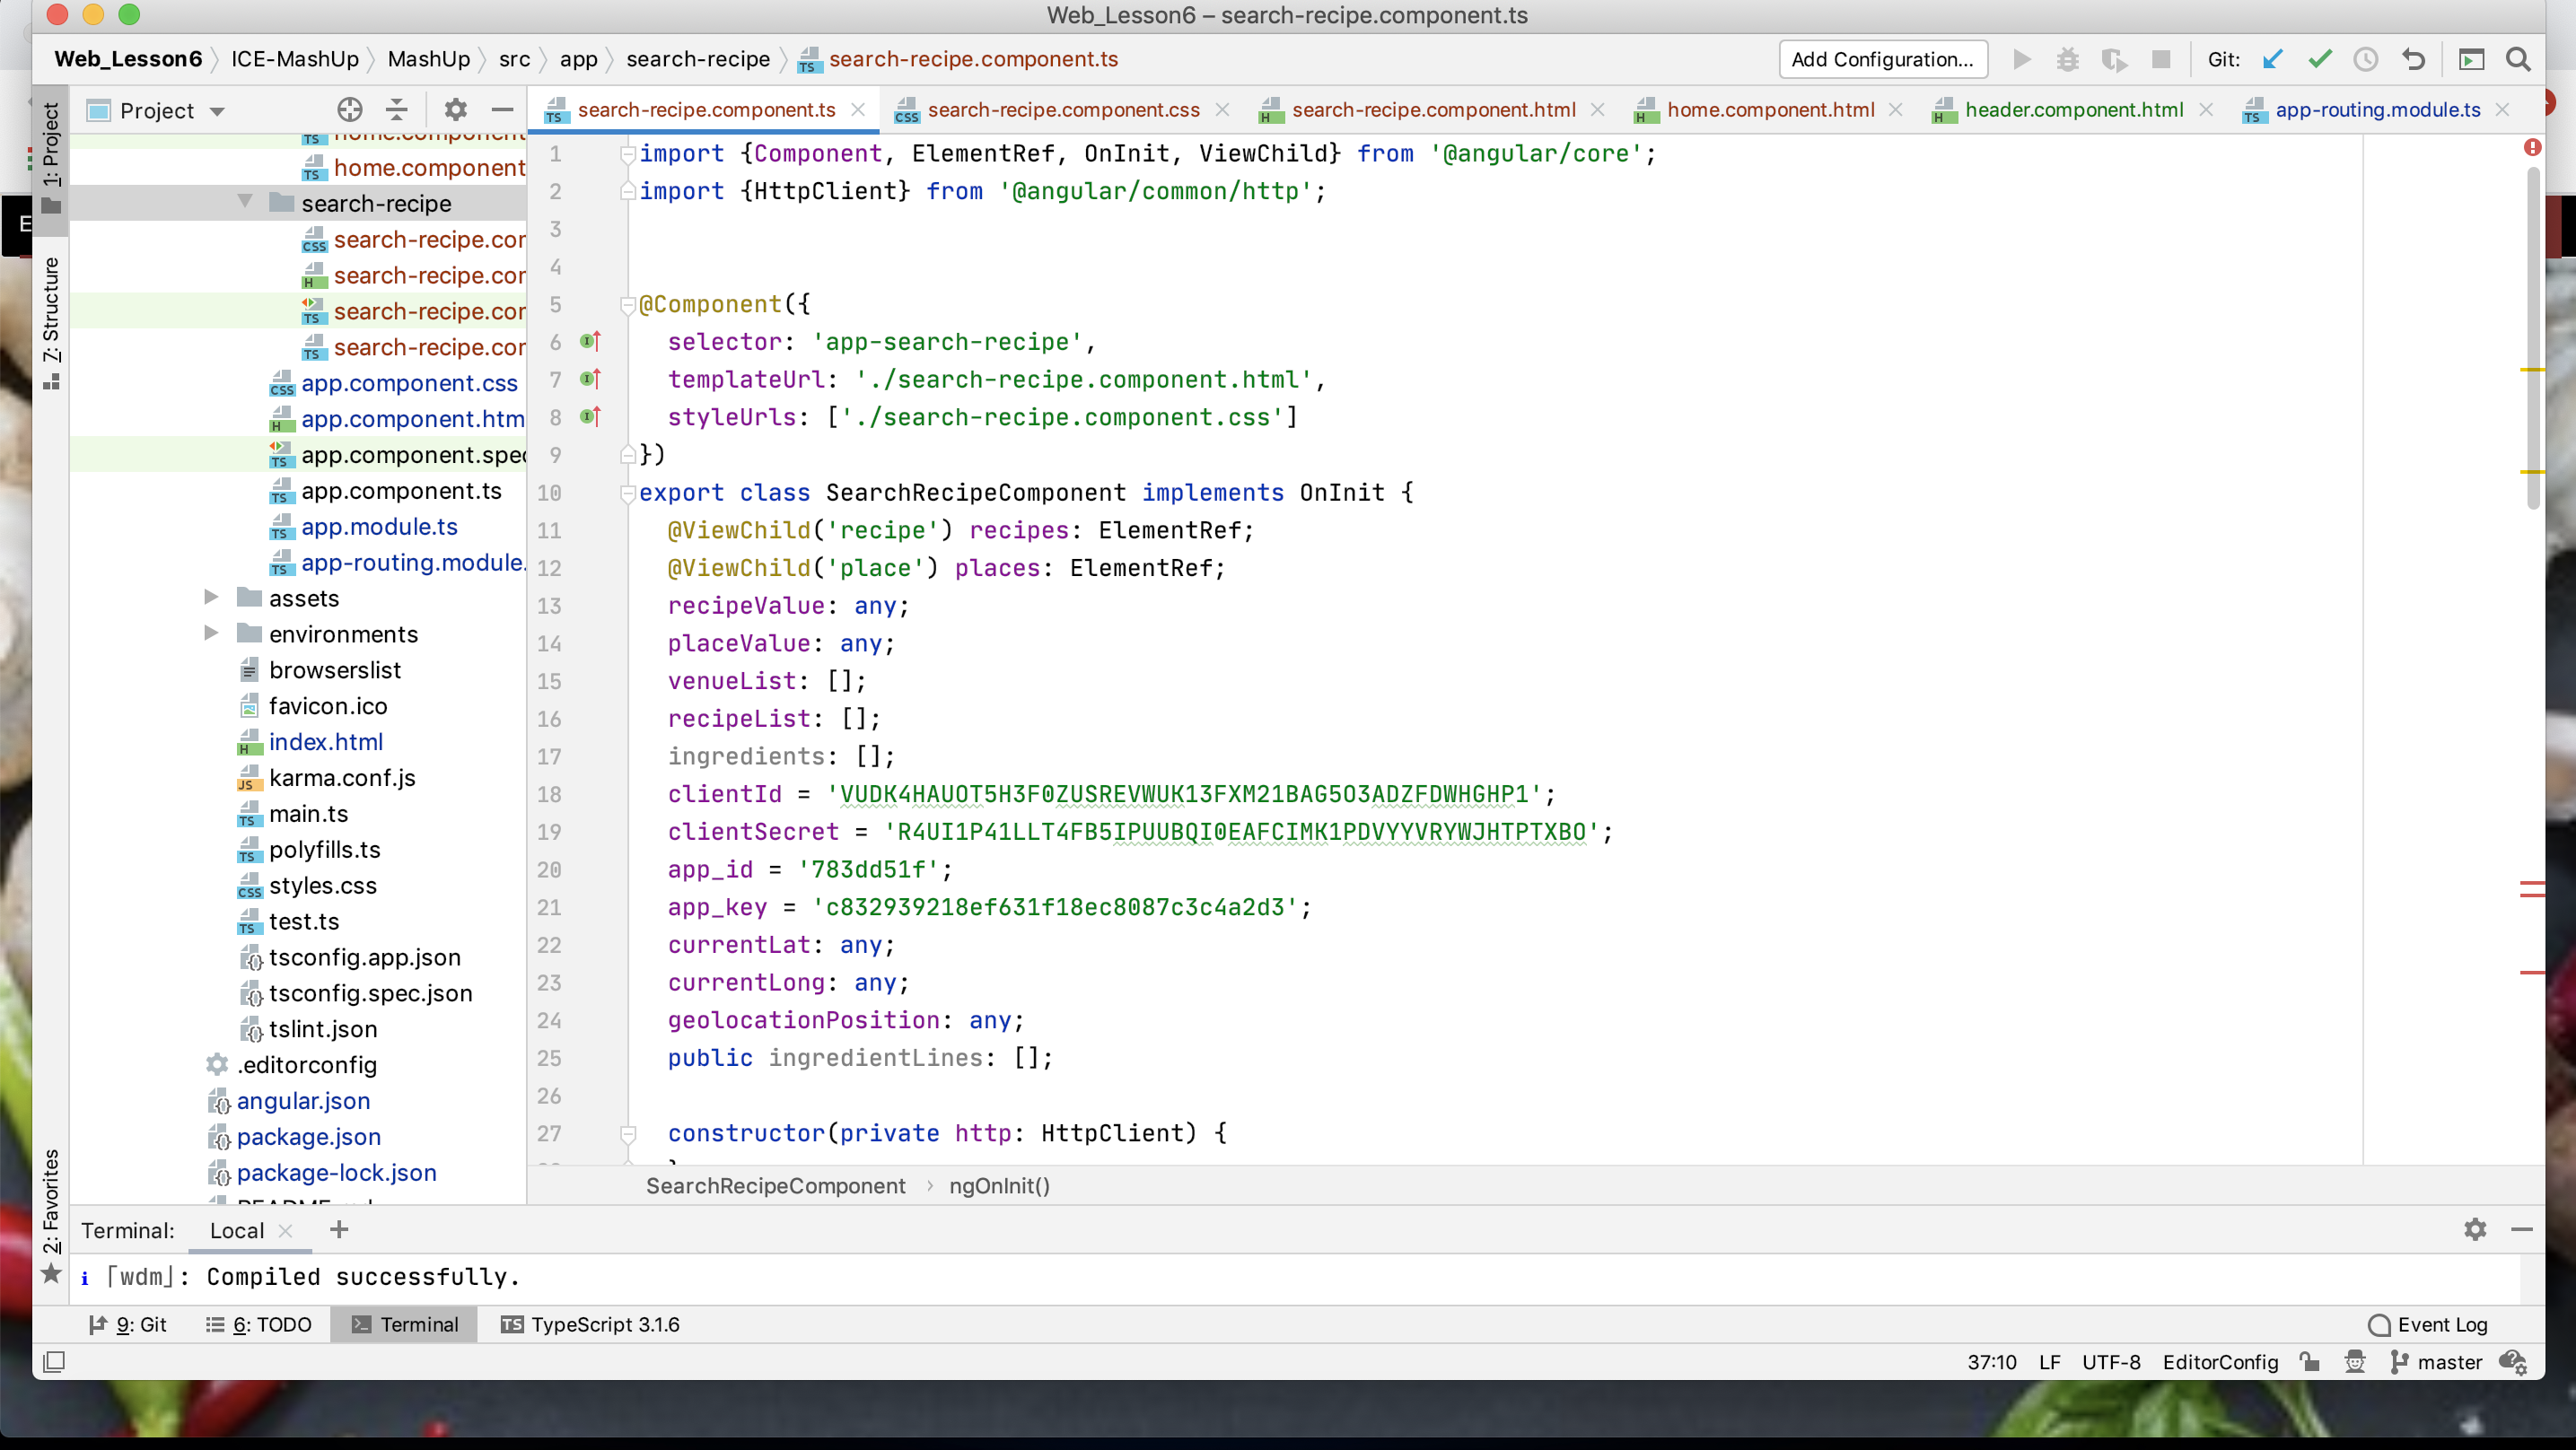 Web_Lesson6 – search-recipe.component.ts
Web_Lesson6 ICE-MashUp MashUp src app search-recipe search-recipe.component.ts
Add Configuration... Git:
Project
search-recipe.component.ts search-recipe.component.css search-recipe.component.html home.component.html header.component.html app-routing.module.ts
1: Project
7: Structure
2: Favorites
home.component
home.component
search-recipe
search-recipe.cor
search-recipe.cor
search-recipe.cor
search-recipe.cor
app.component.css
app.component.htm
app.component.spec
app.component.ts
app.module.ts
app-routing.module.
assets
environments
browserslist
favicon.ico
index.html
karma.conf.js
main.ts
polyfills.ts
styles.css
test.ts
tsconfig.app.json
tsconfig.spec.json
tslint.json
.editorconfig
angular.json
package.json
package-lock.json
1 import {Component, ElementRef, OnInit, ViewChild} from '@angular/core';
2 import {HttpClient} from '@angular/common/http';
3
4
5 @Component({
6 selector: 'app-search-recipe',
7 templateUrl: './search-recipe.component.html',
8 styleUrls: ['./search-recipe.component.css']
9 })
10 export class SearchRecipeComponent implements OnInit {
11 @ViewChild('recipe') recipes: ElementRef;
12 @ViewChild('place') places: ElementRef;
13 recipeValue: any;
14 placeValue: any;
15 venueList: [];
16 recipeList: [];
17 ingredients: [];
18 clientId = 'VUDK4HAUOT5H3F0ZUSREVWUK13FXM21BAG5O3ADZFDWHGHP1';
19 clientSecret = 'R4UI1P41LLT4FB5IPUUBQI0EAFCIMK1PDVYYVRYWJHTPTXBO';
20 app_id = '783dd51f';
21 app_key = 'c832939218ef631f18ec8087c3c4a2d3';
22 currentLat: any;
23 currentLong: any;
24 geolocationPosition: any;
25 public ingredientLines: [];
26
27 constructor(private http: HttpClient) {
SearchRecipeComponent › ngOnInit()
Terminal: Local
i ｢wdm｣: Compiled successfully.
9: Git 6: TODO Terminal TypeScript 3.1.6 Event Log
37:10 LF UTF-8 EditorConfig master